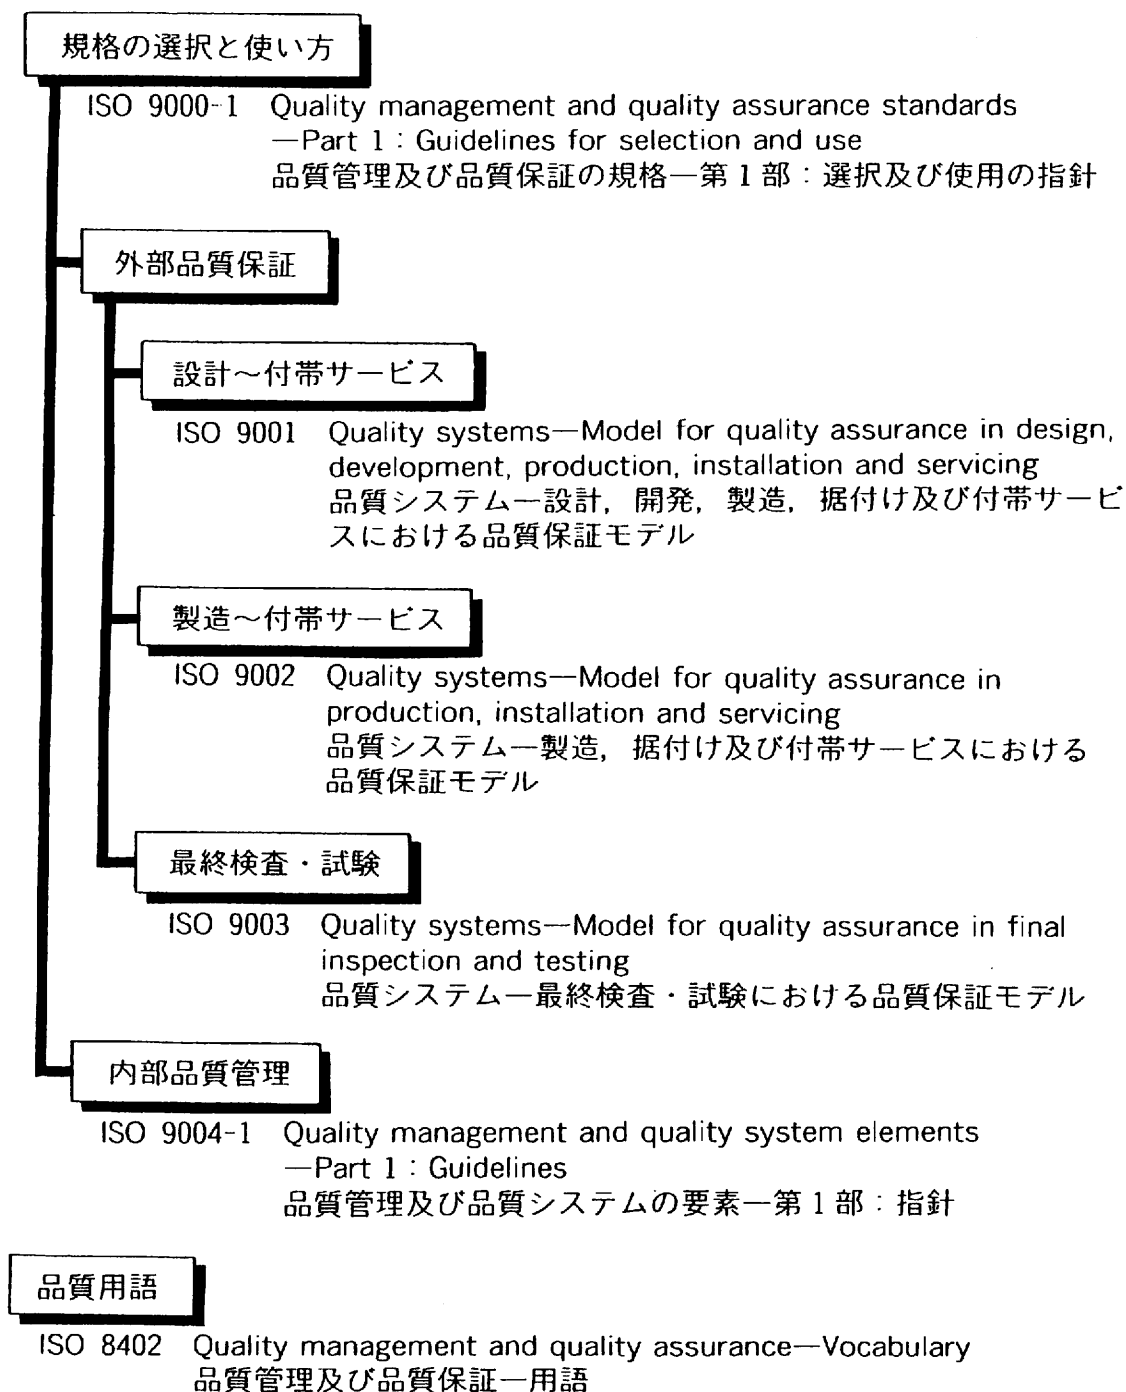 規格の選択と使い方
ISO 9000-1 Quality management and quality assurance standards
—Part 1：Guidelines for selection and use
品質管理及び品質保証の規格—第1部：選択及び使用の指針
外部品質保証
設計〜付帯サービス
ISO 9001 Quality systems—Model for quality assurance in design,
development, production, installation and servicing
品質システム—設計，開発，製造，据付け及び付帯サービ
スにおける品質保証モデル
製造〜付帯サービス
ISO 9002 Quality systems—Model for quality assurance in
production, installation and servicing
品質システム—製造，据付け及び付帯サービスにおける
品質保証モデル
最終検査・試験
ISO 9003 Quality systems—Model for quality assurance in final
inspection and testing
品質システム—最終検査・試験における品質保証モデル
内部品質管理
ISO 9004-1 Quality management and quality system elements
—Part 1：Guidelines
品質管理及び品質システムの要素—第1部：指針
品質用語
ISO 8402 Quality management and quality assurance—Vocabulary
品質管理及び品質保証—用語